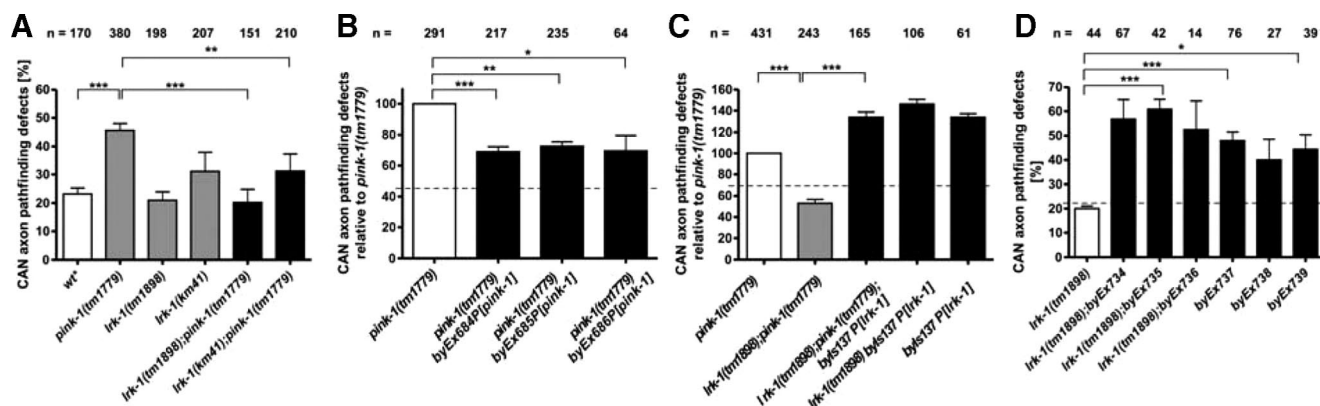 A
n = 170 380 198 207 151 210
**
*** ***
CAN axon pathfinding defects [%]
60
50
40
30
20
10
0
wt*
pink-1(tm1779)
lrk-1(tm1898)
lrk-1(km41)
lrk-1(tm1898);pink-1(tm1779)
lrk-1(km41);pink-1(tm1779)
B
n = 291 217 235 64
*
**
***
CAN axon pathfinding defects
relative to pink-1(tm1779)
100
80
60
40
20
0
pink-1(tm1779)
pink-1(tm1779)
byEx684P[pink-1]
pink-1(tm1779)
byEx685P[pink-1]
pink-1(tm1779)
byEx686P[pink-1]
C
n = 431 243 165 106 61
*** ***
CAN axon pathfinding defects
relative to pink-1(tm1779)
160
140
120
100
80
60
40
20
0
pink-1(tm1779)
lrk-1(tm1898);pink-1(tm1779)
l rk-1(tm1898);pink-1(tm1779);
byIs137 P[lrk-1]
lrk-1(tm1898) byIs137 P[lrk-1]
byIs137 P[lrk-1]
D
n = 44 67 42 14 76 27 39
*
***
***
CAN axon pathfinding defects
[%]
70
60
50
40
30
20
10
0
lrk-1(tm1898)
lrk-1(tm1898);byEx734
lrk-1(tm1898);byEx735
lrk-1(tm1898);byEx736
byEx737
byEx738
byEx739